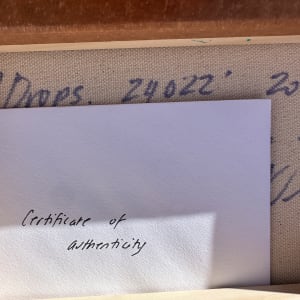 'Drops. 24022' 20
Certificate of
authenticity